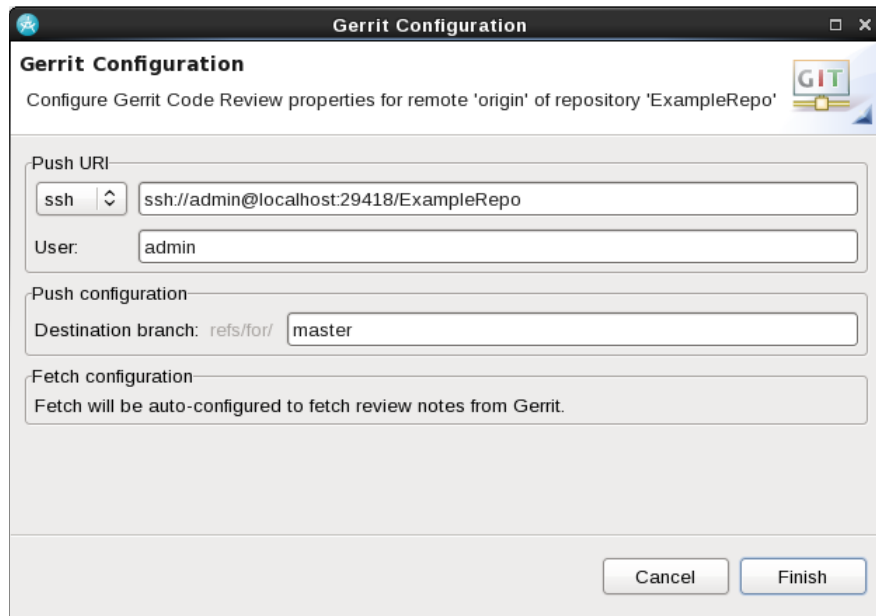 Gerrit Configuration
Gerrit Configuration
Configure Gerrit Code Review properties for remote 'origin' of repository 'ExampleRepo'
GIT
Push URI
ssh ssh://admin@localhost:29418/ExampleRepo
User: admin
Push configuration
Destination branch: refs/for/ master
Fetch configuration
Fetch will be auto-configured to fetch review notes from Gerrit.
Cancel Finish